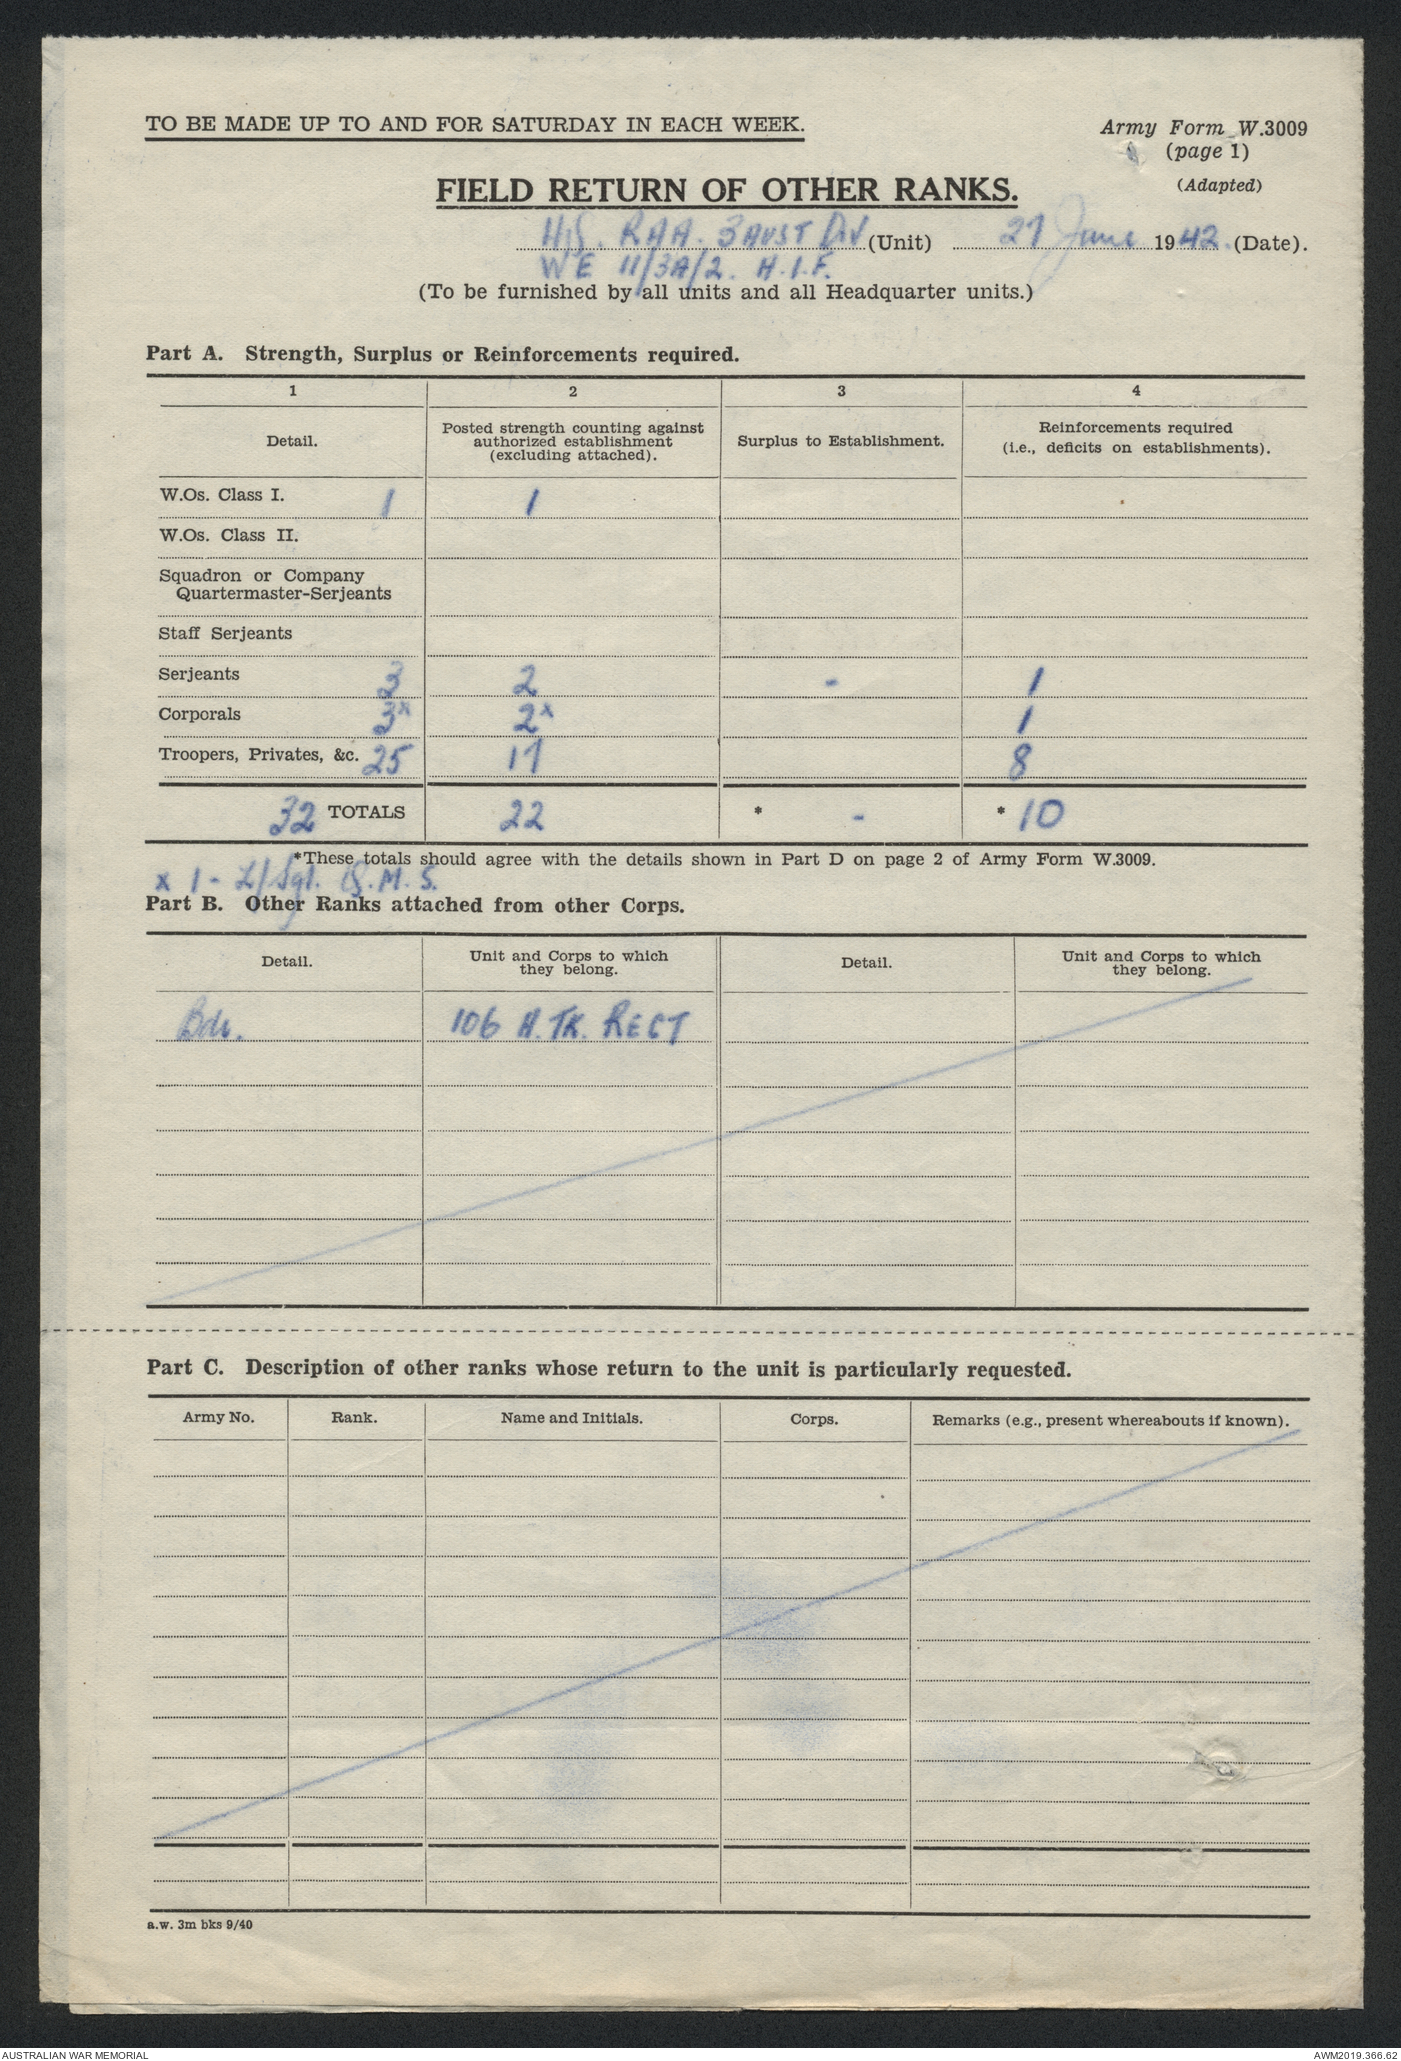 TO BE MADE UP TO AND FOR SATURDAY IN EACH WEEK.
Army Form W.3009
(page 1)
(Adapted)
FIELD RETURN OF OTHER RANKS.
HQ. RAA. 3 AUST DIV (Unit) 27 June 1942. (Date).
WE 11/3A/2. A.I.F.
(To be furnished by all units and all Headquarter units.)
Part A. Strength, Surplus or Reinforcements required.
1 2 3 4
Detail. Posted strength counting against authorized establishment (excluding attached). Surplus to Establishment. Reinforcements required (i.e., deficits on establishments).
W.Os. Class I. 1 1
W.Os. Class II.
Squadron or Company
Quartermaster-Serjeants
Staff Serjeants
Serjeants 3 2 - 1
Corporals 3x 2x 1
Troopers, Privates, &c. 25 17 8
32 TOTALS 22 * - * 10
*These totals should agree with the details shown in Part D on page 2 of Army Form W.3009.
x 1 - L/Sgt. Q.M.S.
Part B. Other Ranks attached from other Corps.
Detail. Unit and Corps to which they belong. Detail. Unit and Corps to which they belong.
Bdr. 106 A.TK. REGT
Part C. Description of other ranks whose return to the unit is particularly requested.
Army No. Rank. Name and Initials. Corps. Remarks (e.g., present whereabouts if known).
a.w. 3m bks 9/40
AUSTRALIAN WAR MEMORIAL AWM2019.366.62